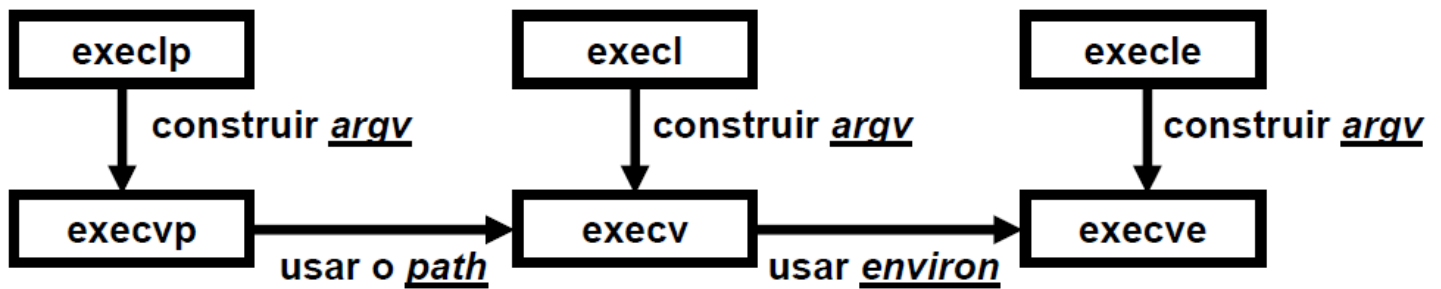 execlp
execl
execle
construir argv
construir argv
construir argv
execvp
execv
execve
usar o path
usar environ